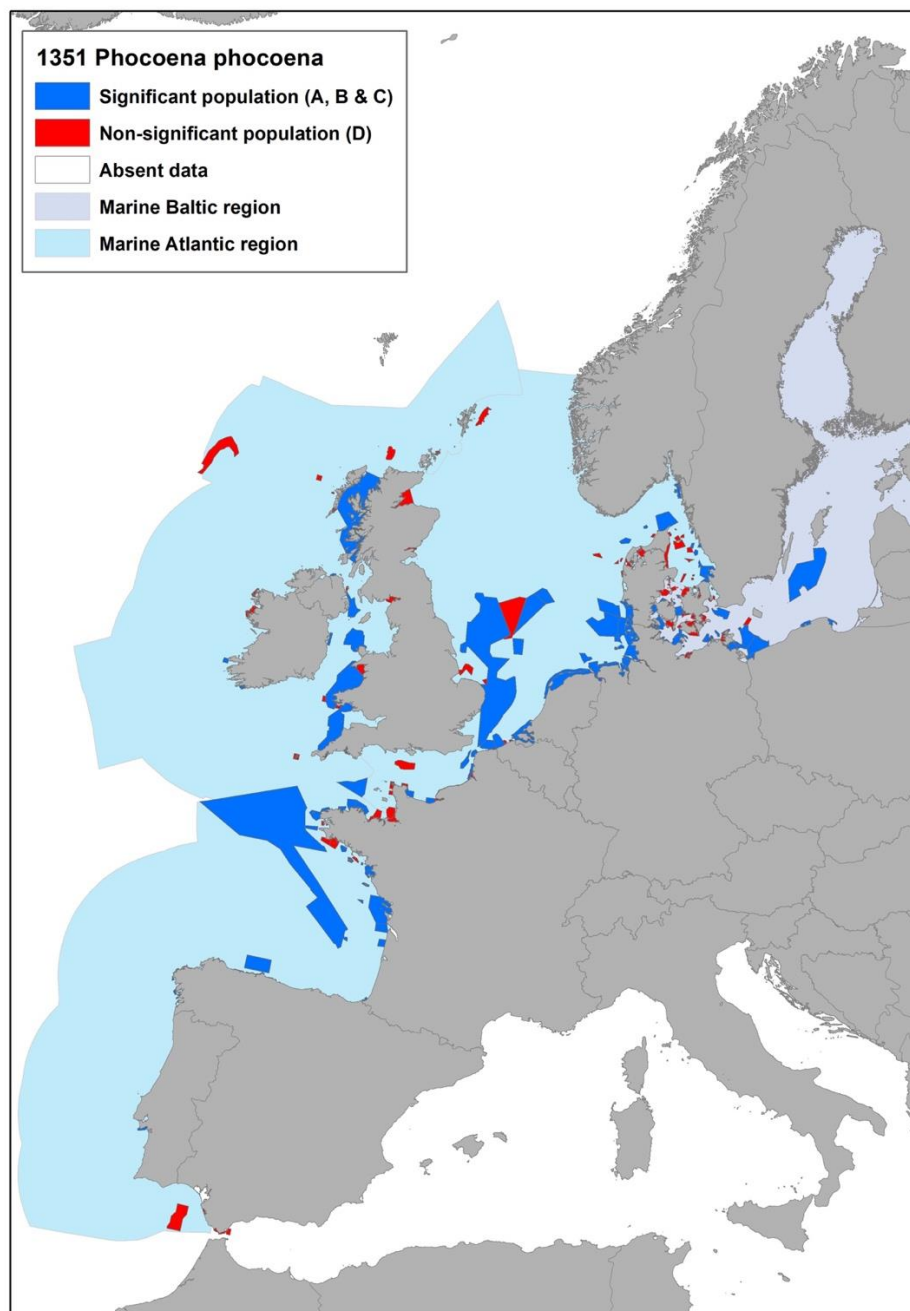 1351 Phocoena phocoena
Significant population (A, B & C)
Non-significant population (D)
Absent data
Marine Baltic region
Marine Atlantic region